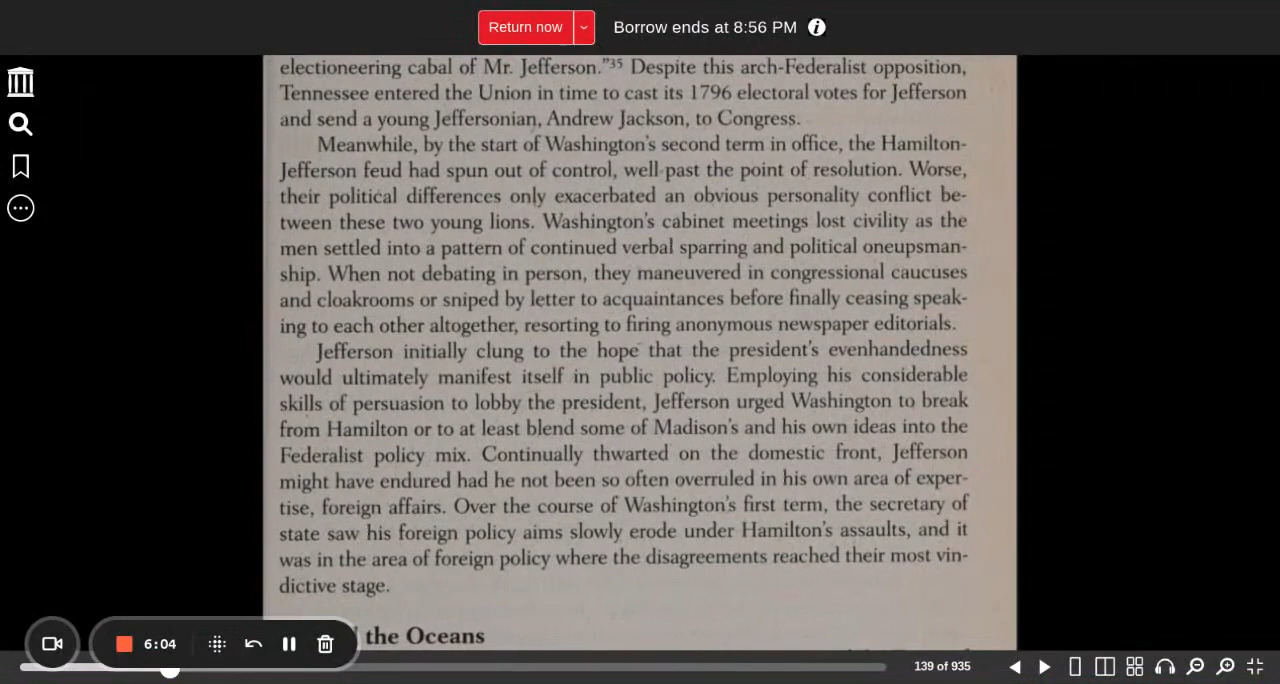 Return now
Borrow ends at 8:56 PM
electioneering cabal of Mr. Jefferson.”35 Despite this arch-Federalist opposition,
Tennessee entered the Union in time to cast its 1796 electoral votes for Jefferson
and send a young Jeffersonian, Andrew Jackson, to Congress.
Meanwhile, by the start of Washington’s second term in office, the Hamilton-
Jefferson feud had spun out of control, well past the point of resolution. Worse,
their political differences only exacerbated an obvious personality conflict be-
tween these two young lions. Washington’s cabinet meetings lost civility as the
men settled into a pattern of continued verbal sparring and political oneupsman-
ship. When not debating in person, they maneuvered in congressional caucuses
and cloakrooms or sniped by letter to acquaintances before finally ceasing speak-
ing to each other altogether, resorting to firing anonymous newspaper editorials.
Jefferson initially clung to the hope that the president’s evenhandedness
would ultimately manifest itself in public policy. Employing his considerable
skills of persuasion to lobby the president, Jefferson urged Washington to break
from Hamilton or to at least blend some of Madison’s and his own ideas into the
Federalist policy mix. Continually thwarted on the domestic front, Jefferson
might have endured had he not been so often overruled in his own area of exper-
tise, foreign affairs. Over the course of Washington’s first term, the secretary of
state saw his foreign policy aims slowly erode under Hamilton’s assaults, and it
was in the area of foreign policy where the disagreements reached their most vin-
dictive stage.
the Oceans
6:04
139 of 935